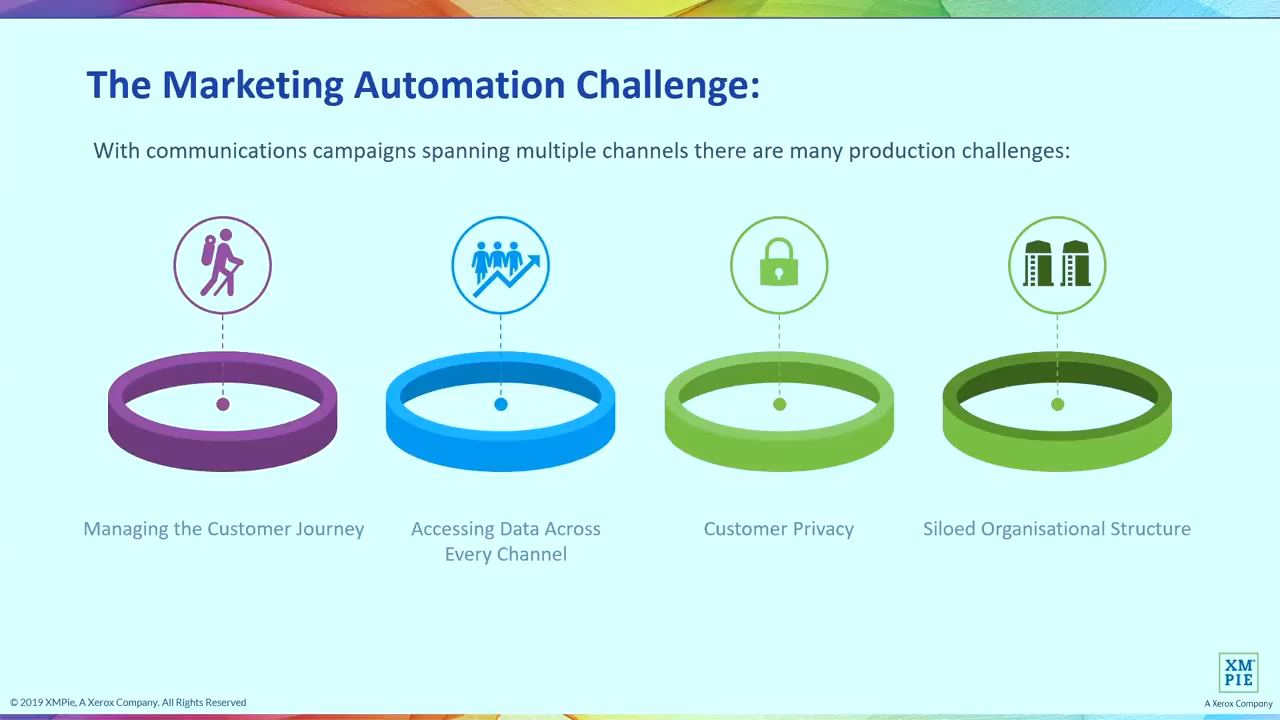 The Marketing Automation Challenge:
With communications campaigns spanning multiple channels there are many production challenges:
Managing the Customer Journey
Accessing Data Across
Every Channel
Customer Privacy
Siloed Organisational Structure
© 2019 XMPie, A Xerox Company. All Rights Reserved
XM
PIE
A Xerox Company